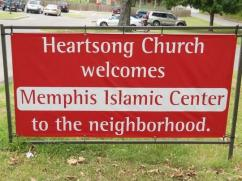 Heartsong Church
welcomes
Memphis Islamic Center
to the neighborhood.